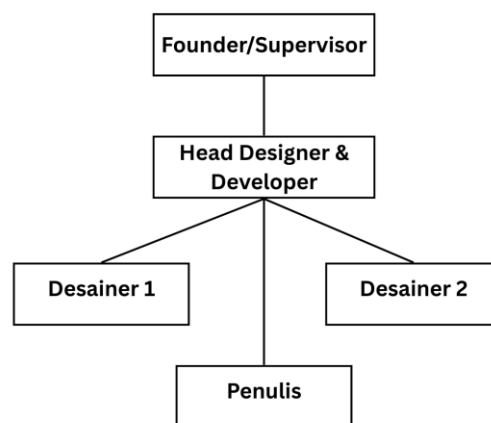 Founder/Supervisor
Head Designer &
Developer
Desainer 1
Desainer 2
Penulis